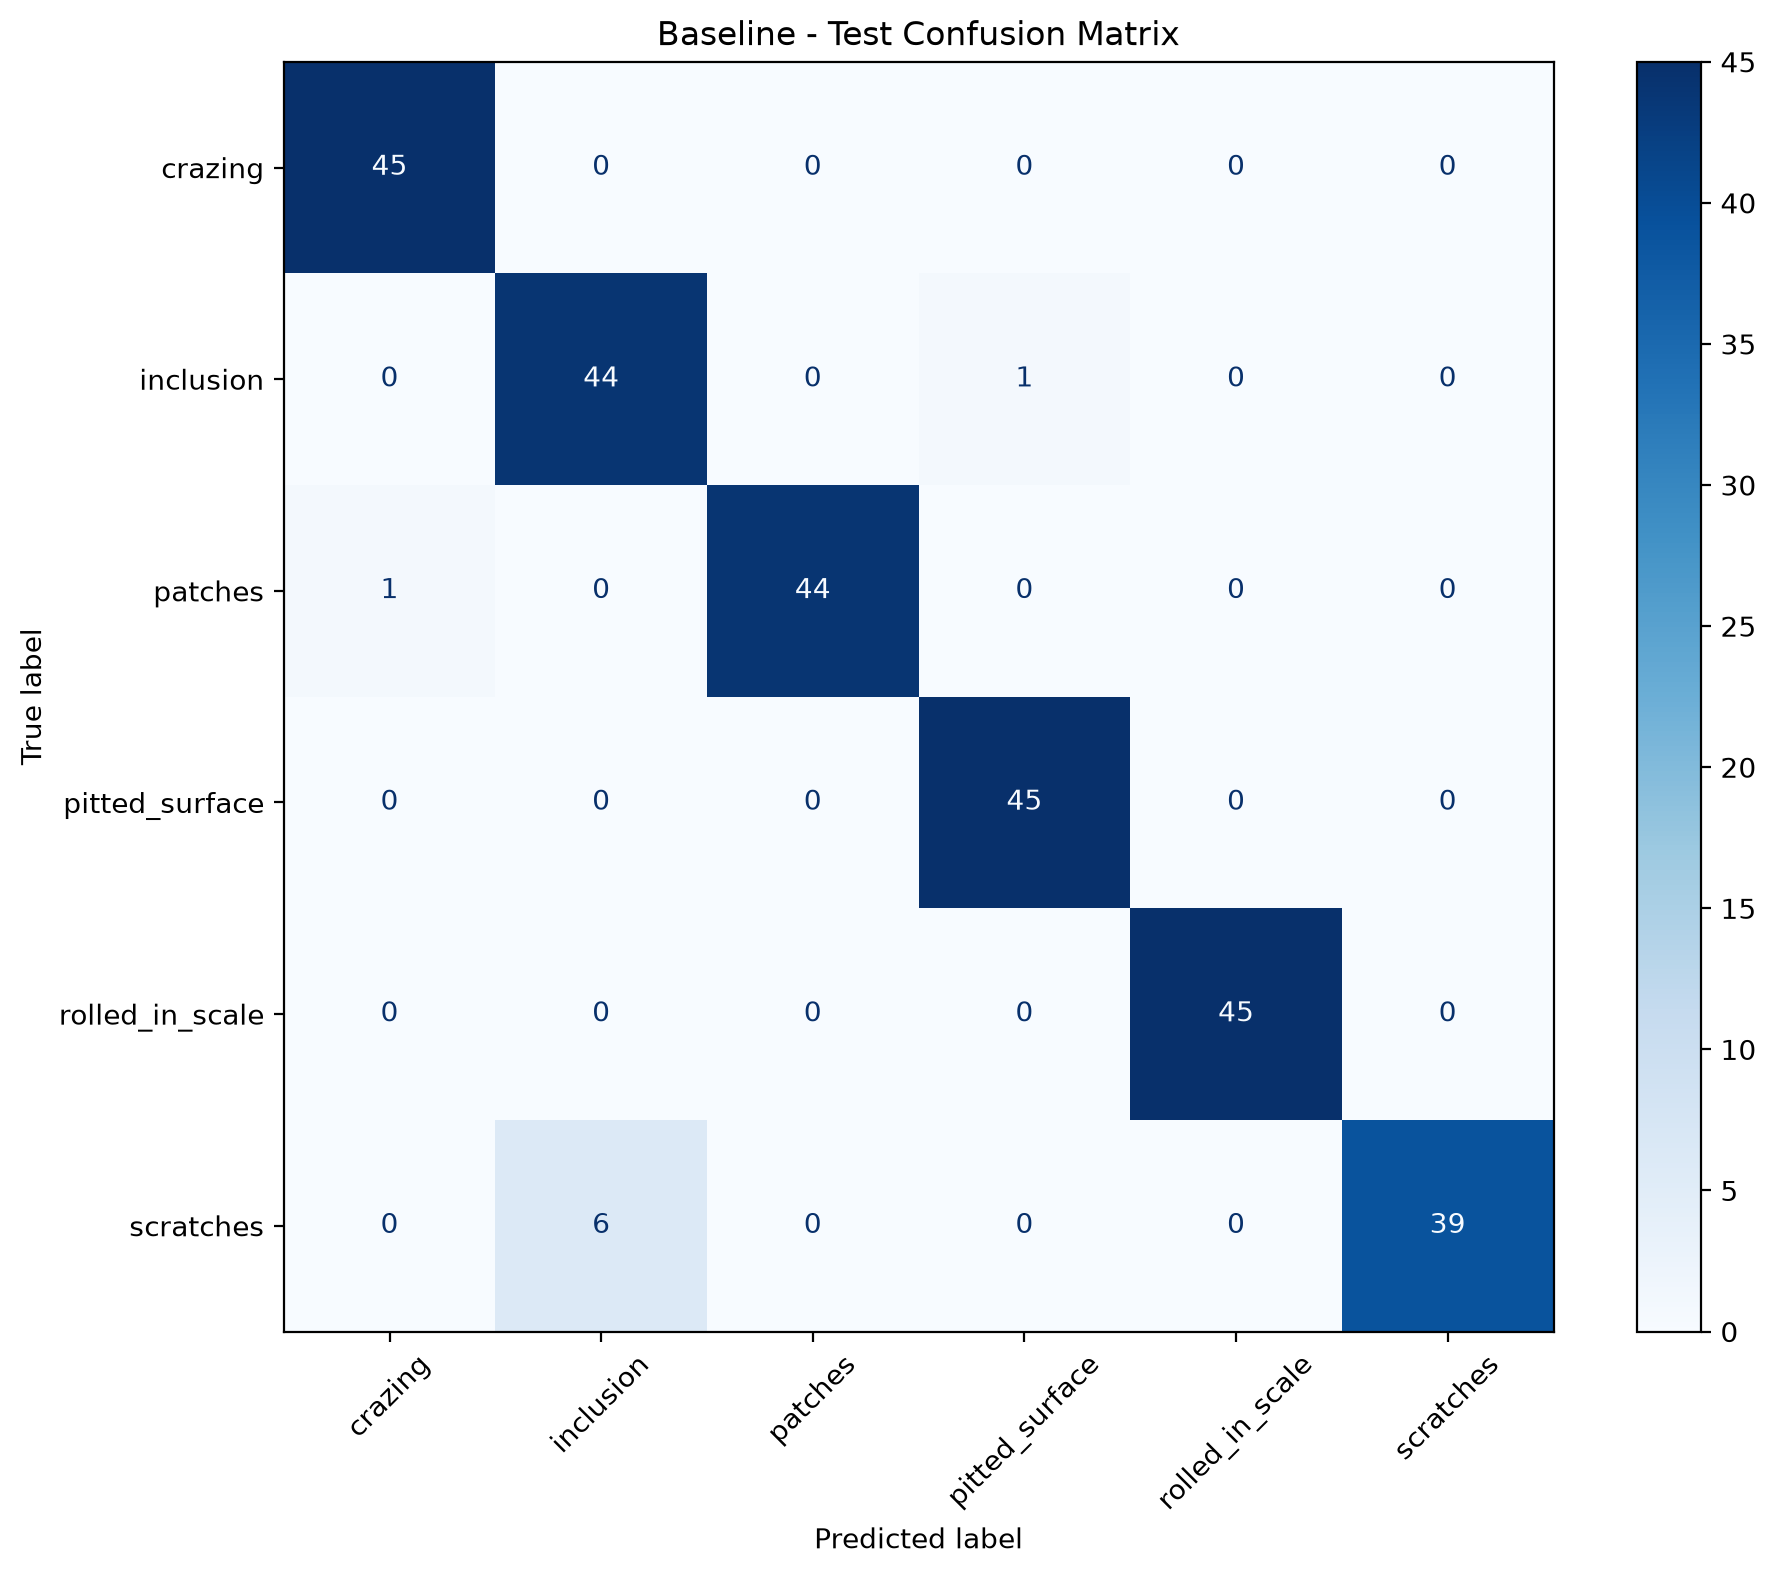 Baseline - Test Confusion Matrix
True label
crazing 45 0 0 0 0 0
inclusion 0 44 0 1 0 0
patches 1 0 44 0 0 0
pitted_surface 0 0 0 45 0 0
rolled_in_scale 0 0 0 0 45 0
scratches 0 6 0 0 0 39
crazing inclusion patches pitted_surface rolled_in_scale scratches
Predicted label
45
40
35
30
25
20
15
10
5
0